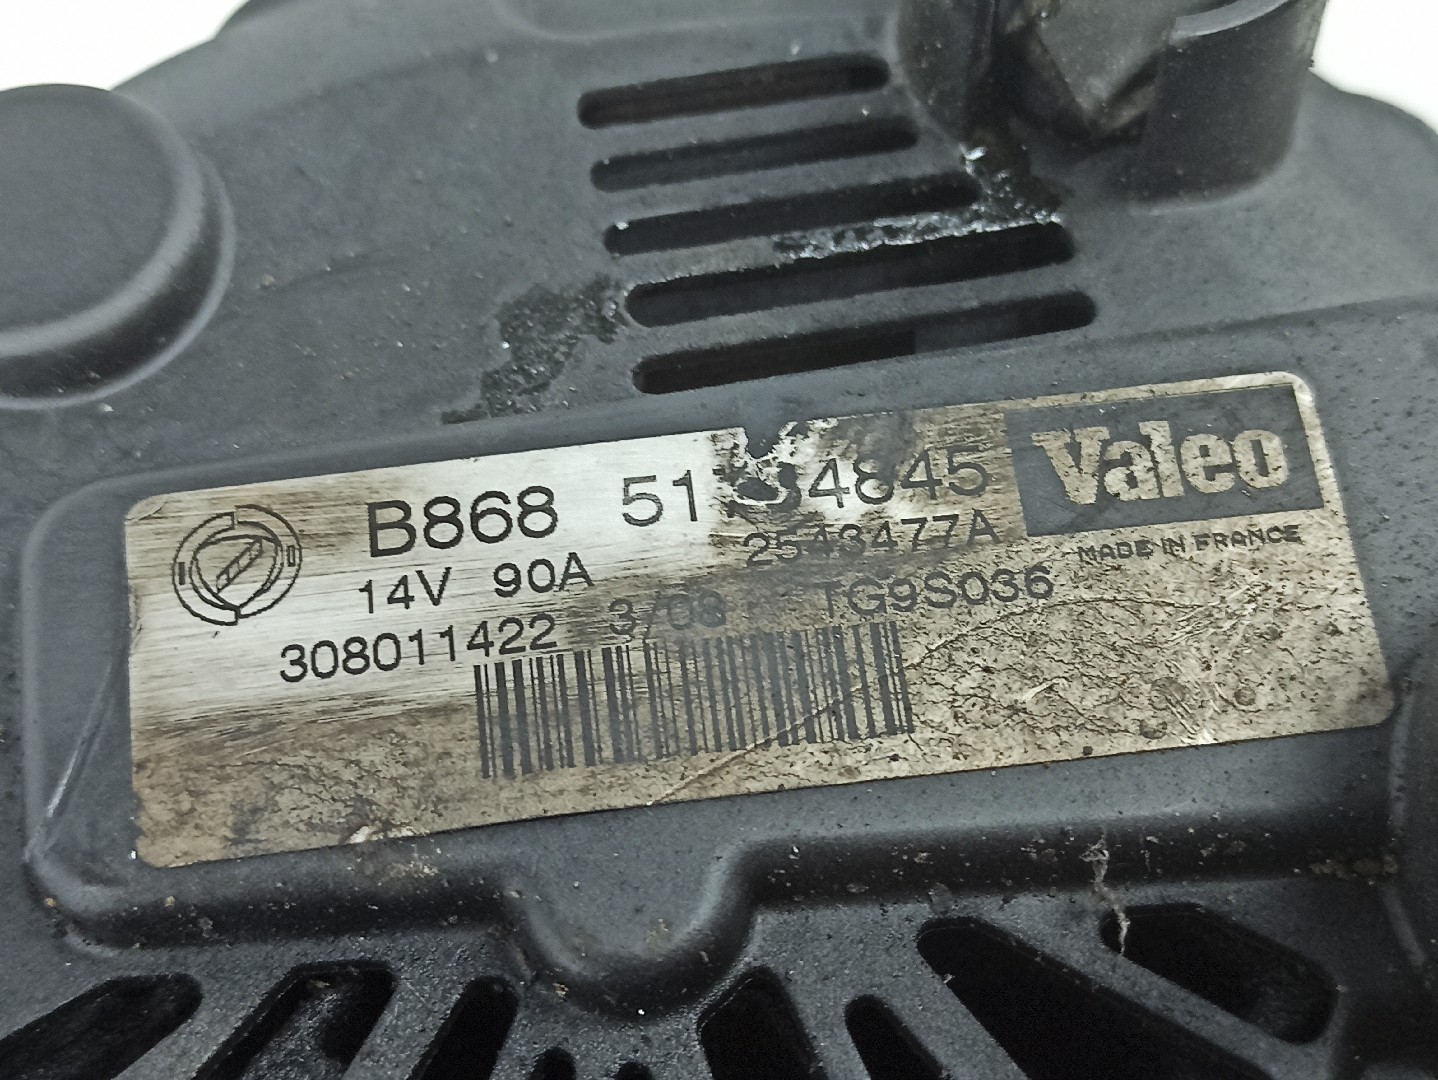 B868
Valeo
2543477A
MADE IN FRANCE
14V 90A
308011422 3/08 TG9S036